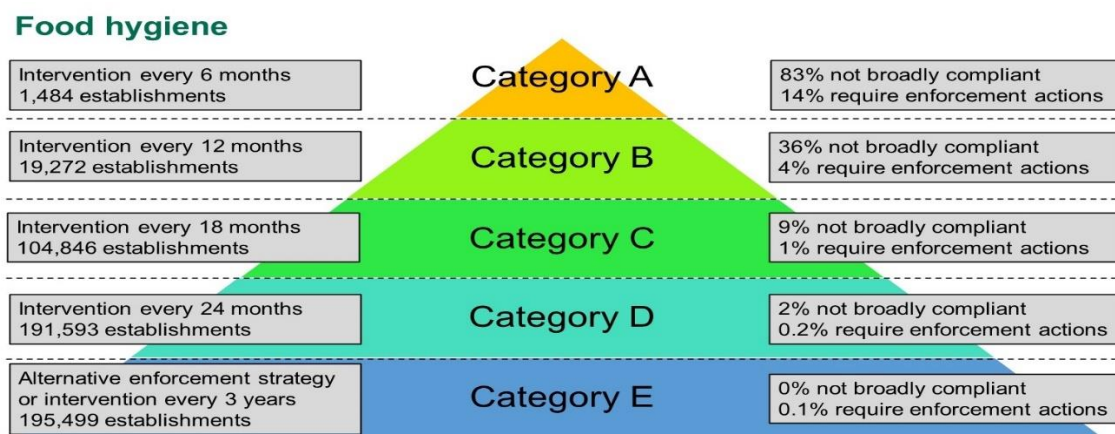 Food hygiene
Intervention every 6 months
1,484 establishments
Category A
83% not broadly compliant
14% require enforcement actions
Intervention every 12 months
19,272 establishments
Category B
36% not broadly compliant
4% require enforcement actions
Intervention every 18 months
104,846 establishments
Category C
9% not broadly compliant
1% require enforcement actions
Intervention every 24 months
191,593 establishments
Category D
2% not broadly compliant
0.2% require enforcement actions
Alternative enforcement strategy
or intervention every 3 years
195,499 establishments
Category E
0% not broadly compliant
0.1% require enforcement actions